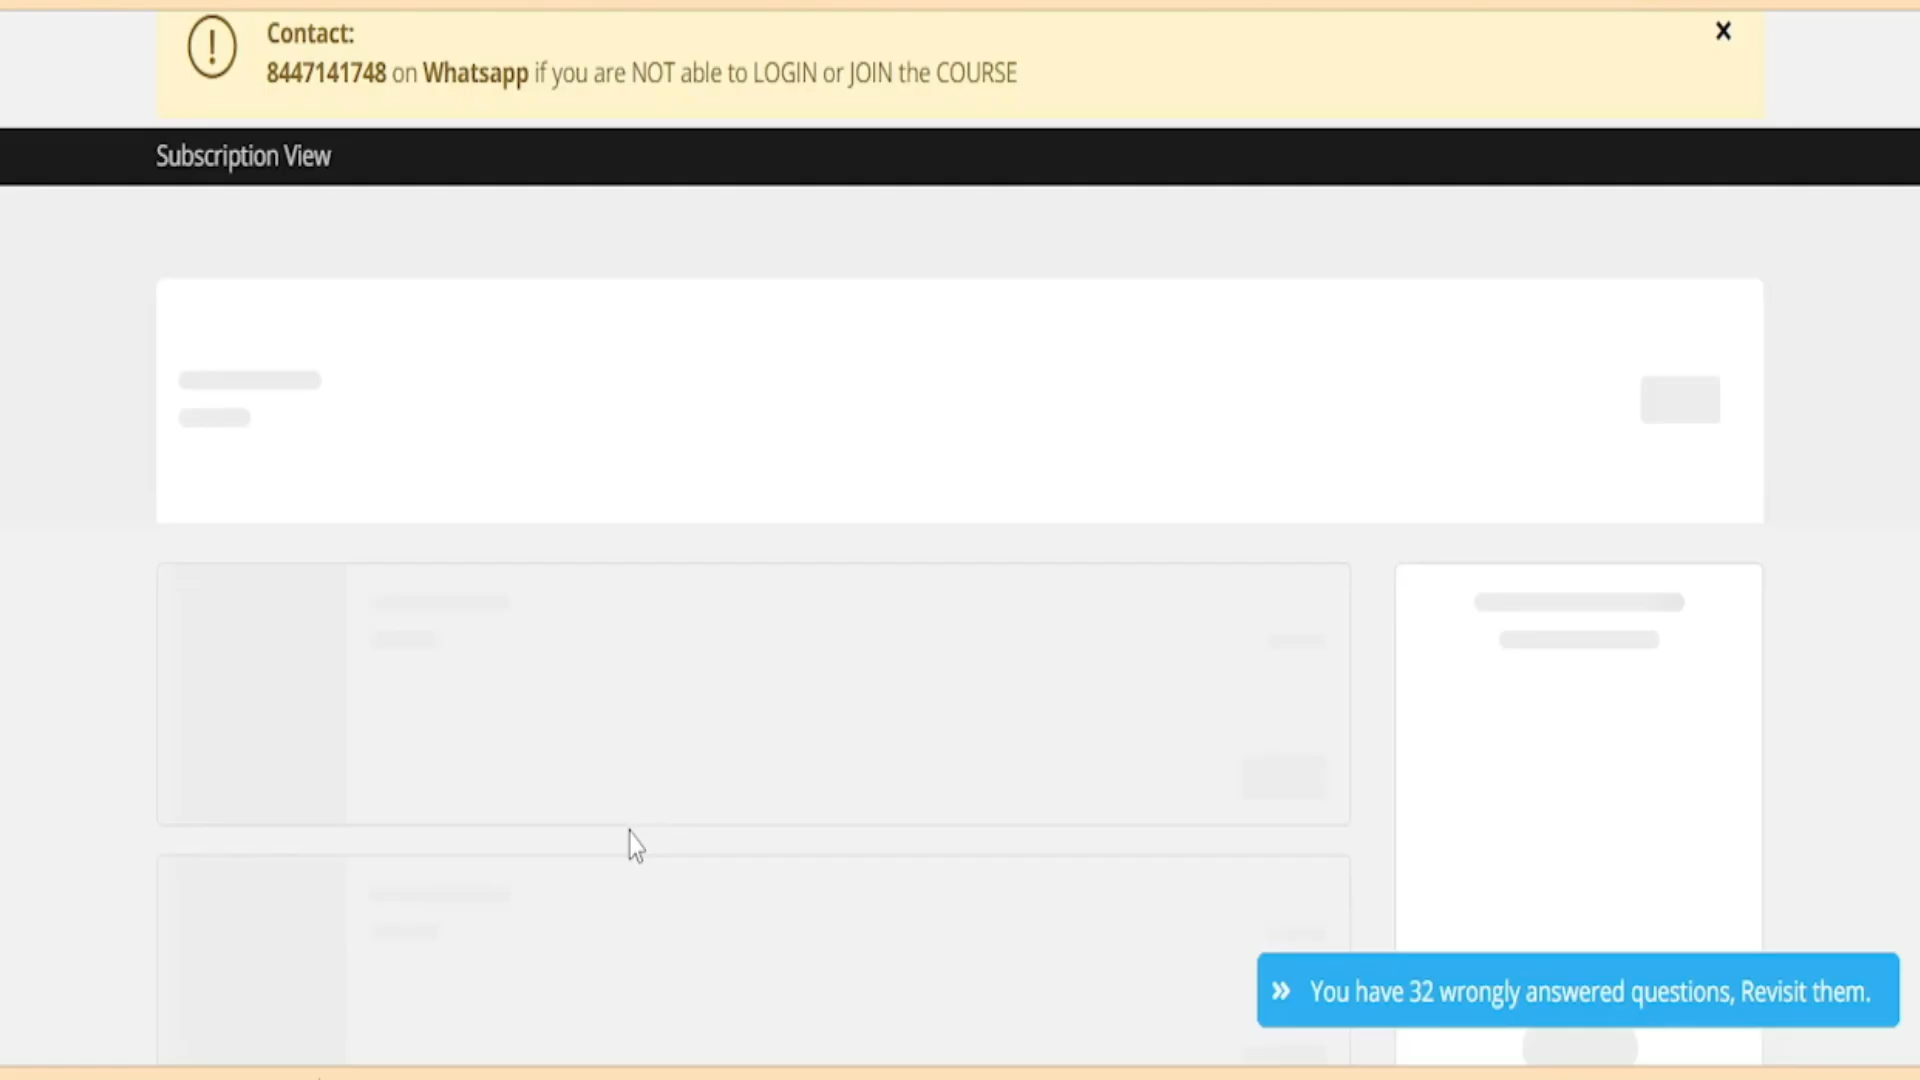 Contact:
8447141748 on Whatsapp if you are NOT able to LOGIN or JOIN the COURSE
Subscription View
You have 32 wrongly answered questions, Revisit them.